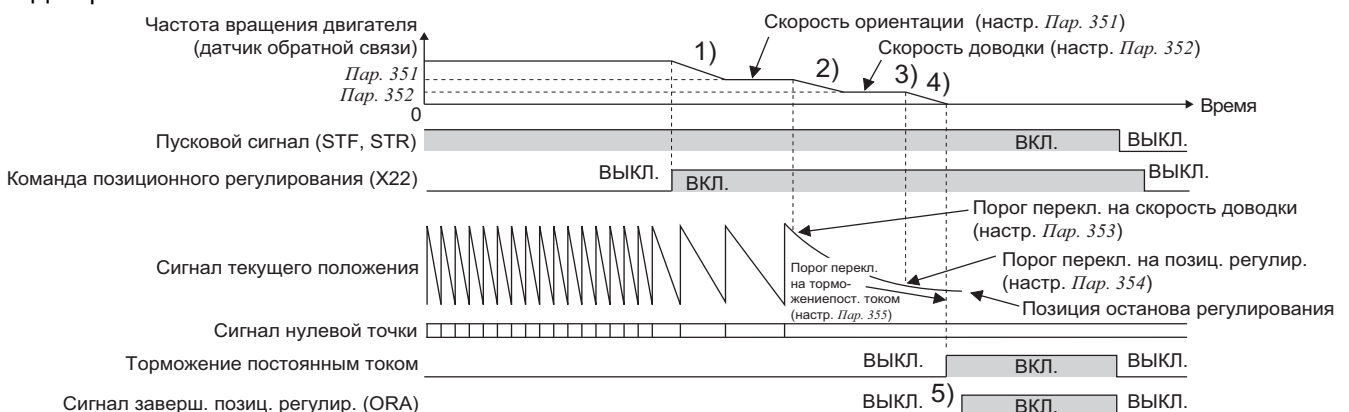 Частота вращения двигателя
(датчик обратной связи)
Скорость ориентации (настр. Пар. 351)
1)
Скорость доводки (настр. Пар. 352)
Пар. 351
2)
3)
4)
Пар. 352
0
Время
Пусковой сигнал (STF, STR)
ВКЛ.
ВЫКЛ.
Команда позиционного регулирования (X22)
ВЫКЛ.
ВКЛ.
ВЫКЛ.
Порог перекл. на скорость доводки
(настр. Пар. 353)
Сигнал текущего положения
Порог перекл.
на тормо-
жениепост. током
(настр. Пар. 355)
Порог перекл. на позиц. регулир.
(настр. Пар. 354)
Позиция останова регулирования
Сигнал нулевой точки
Торможение постоянным током
ВЫКЛ.
ВКЛ.
ВЫКЛ.
Сигнал заверш. позиц. регулир. (ORA)
ВЫКЛ.
5)
ВКЛ.
ВЫКЛ.